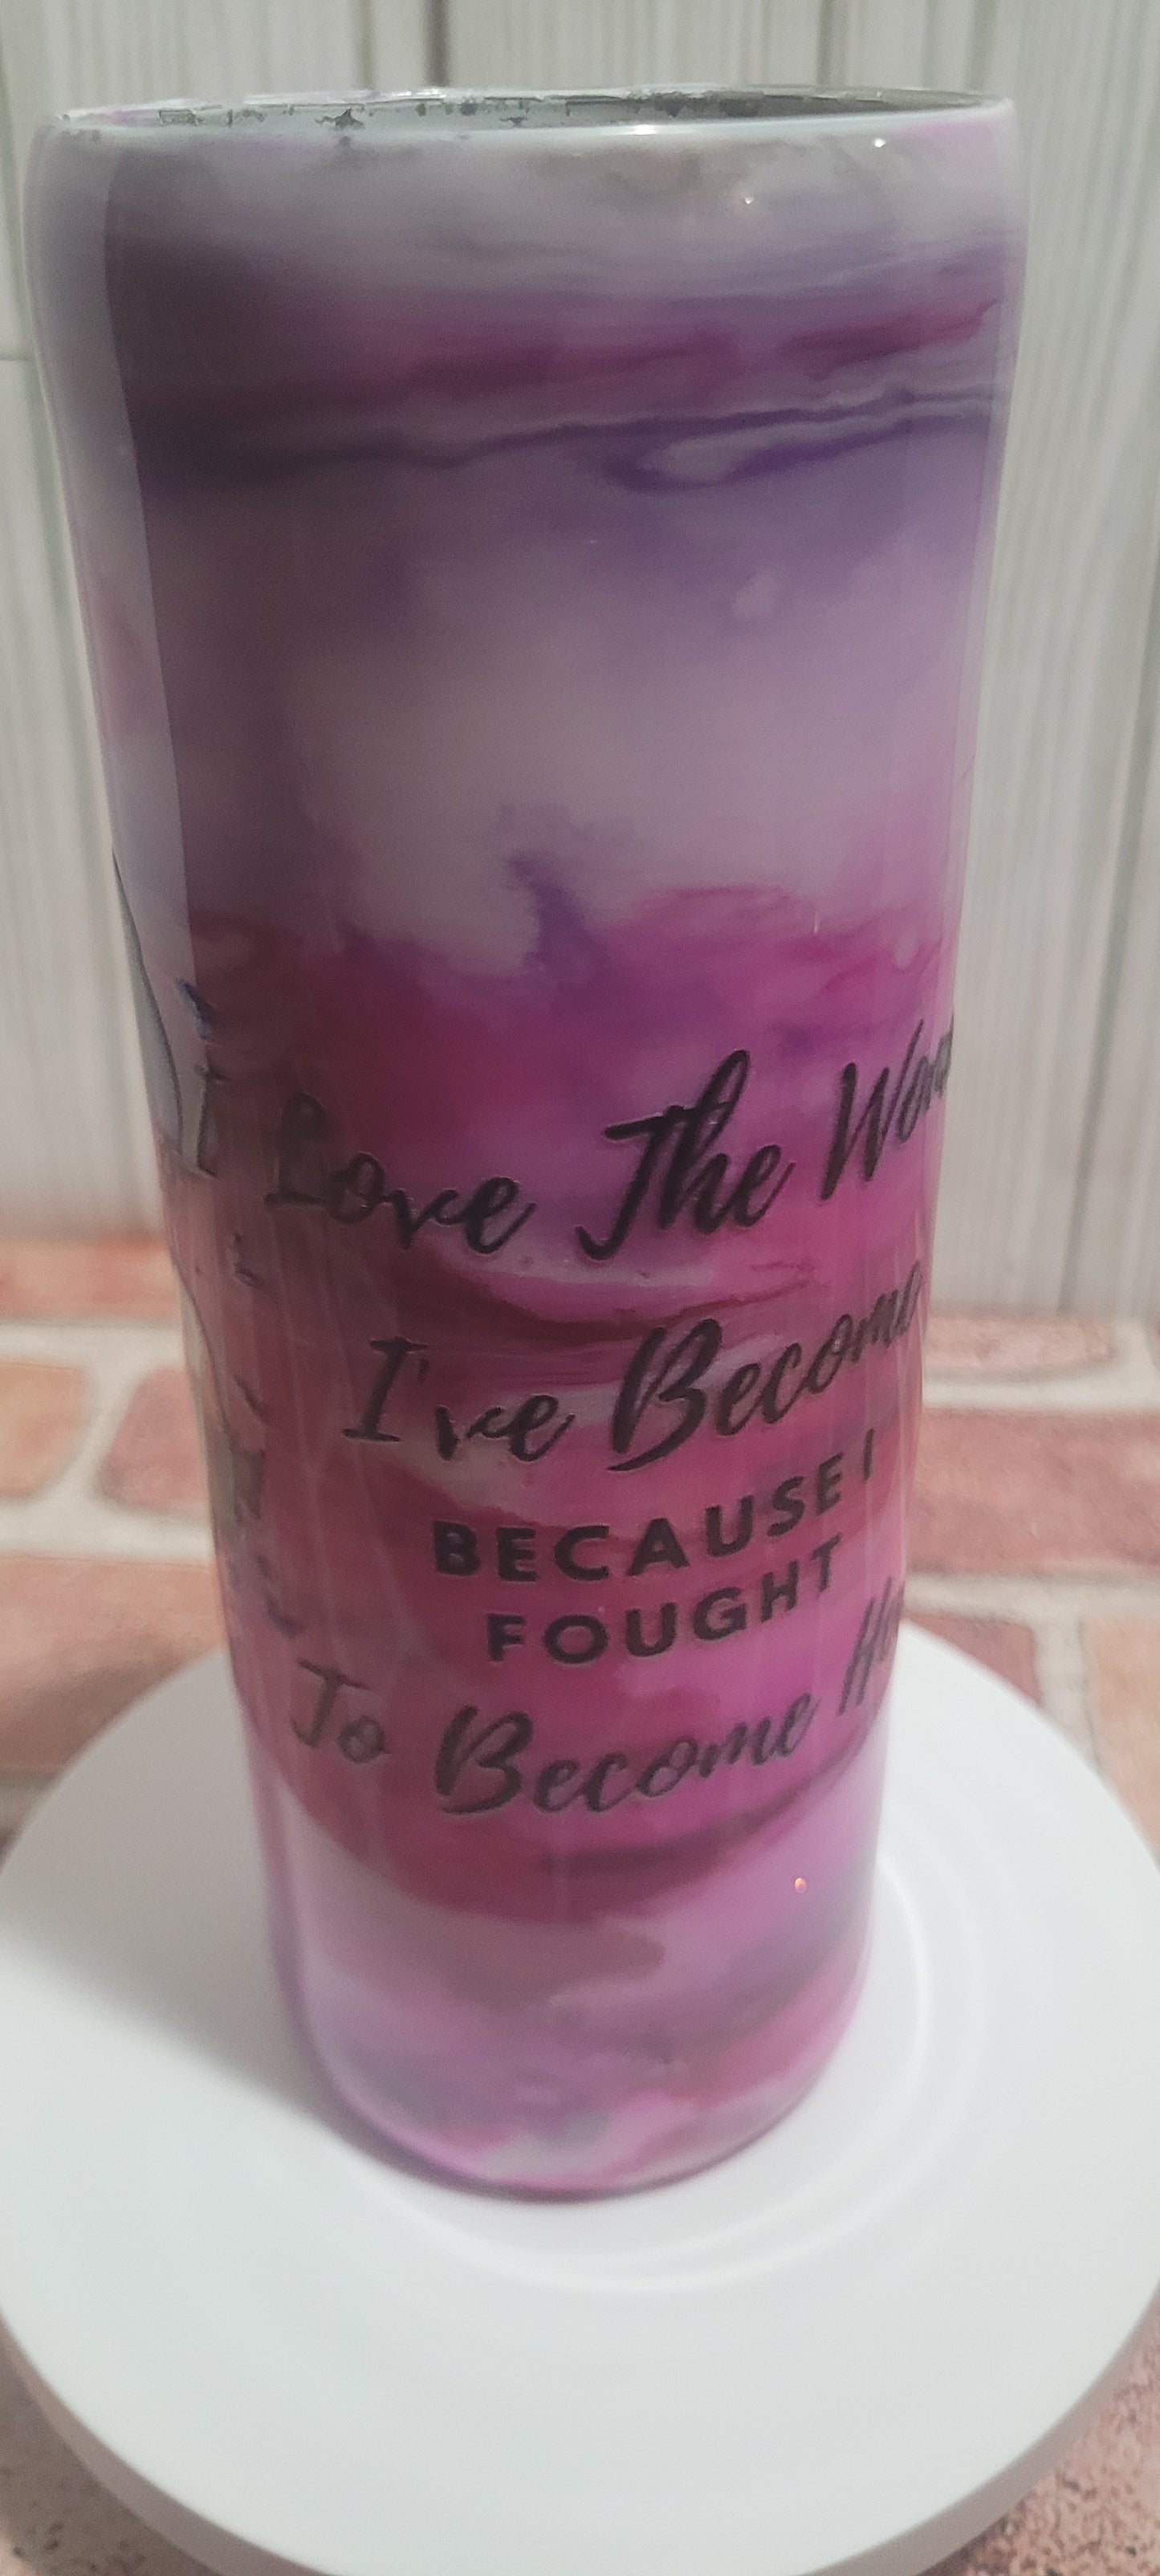 I Love The
I've
BECAUSE I
FOUGHT
To Become